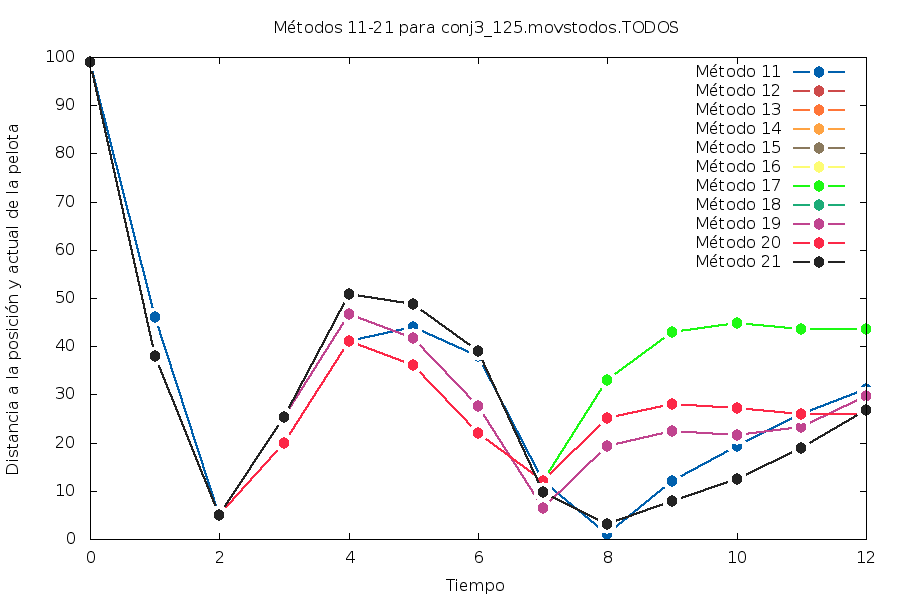 Métodos 11-21 para conj3_125.movstodos.TODOS
Distancia a la posición y actual de la pelota
100
90
80
70
60
50
40
30
20
10
0
Método 11
Método 12
Método 13
Método 14
Método 15
Método 16
Método 17
Método 18
Método 19
Método 20
Método 21
0 2 4 6 8 10 12
Tiempo